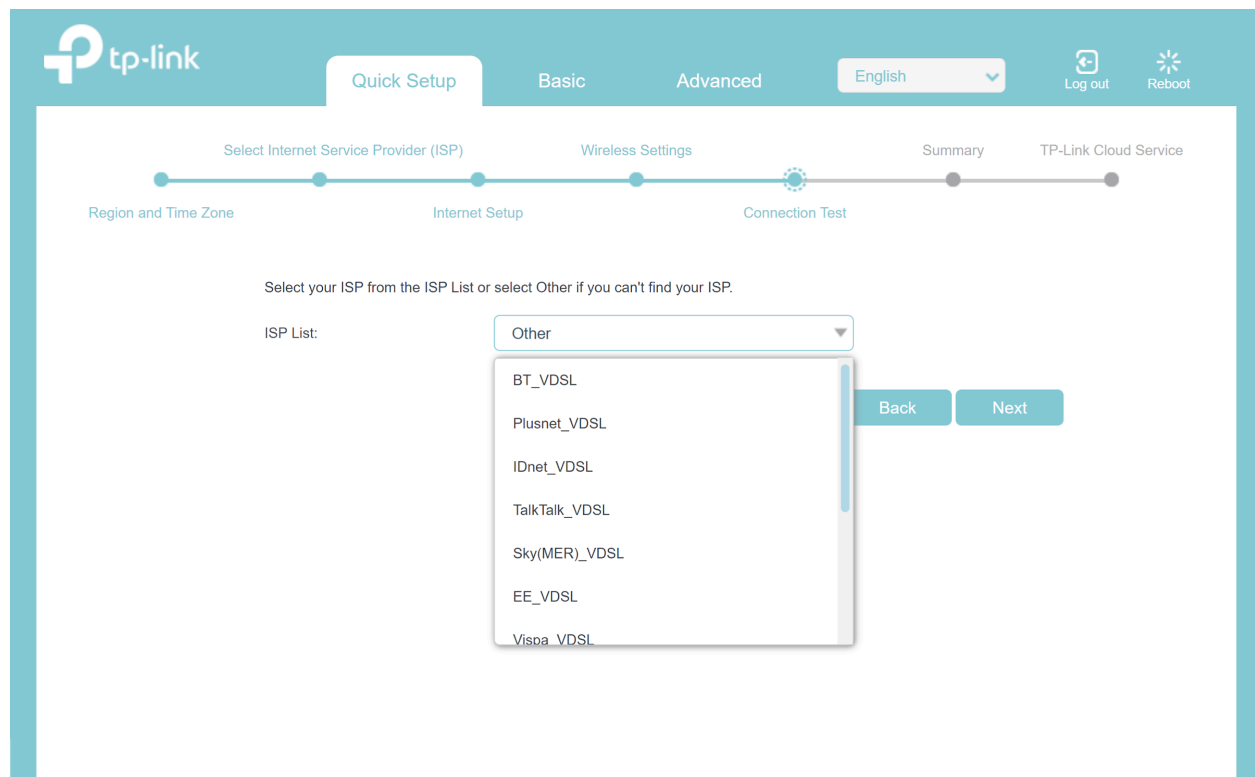 tp-link
Quick Setup Basic Advanced English Log out Reboot
Select Internet Service Provider (ISP) Wireless Settings Summary TP-Link Cloud Service
Region and Time Zone Internet Setup Connection Test
Select your ISP from the ISP List or select Other if you can't find your ISP.
ISP List: Other
BT_VDSL
Back Next
Plusnet_VDSL
IDnet_VDSL
TalkTalk_VDSL
Sky(MER)_VDSL
EE_VDSL
Vispa_VDSL